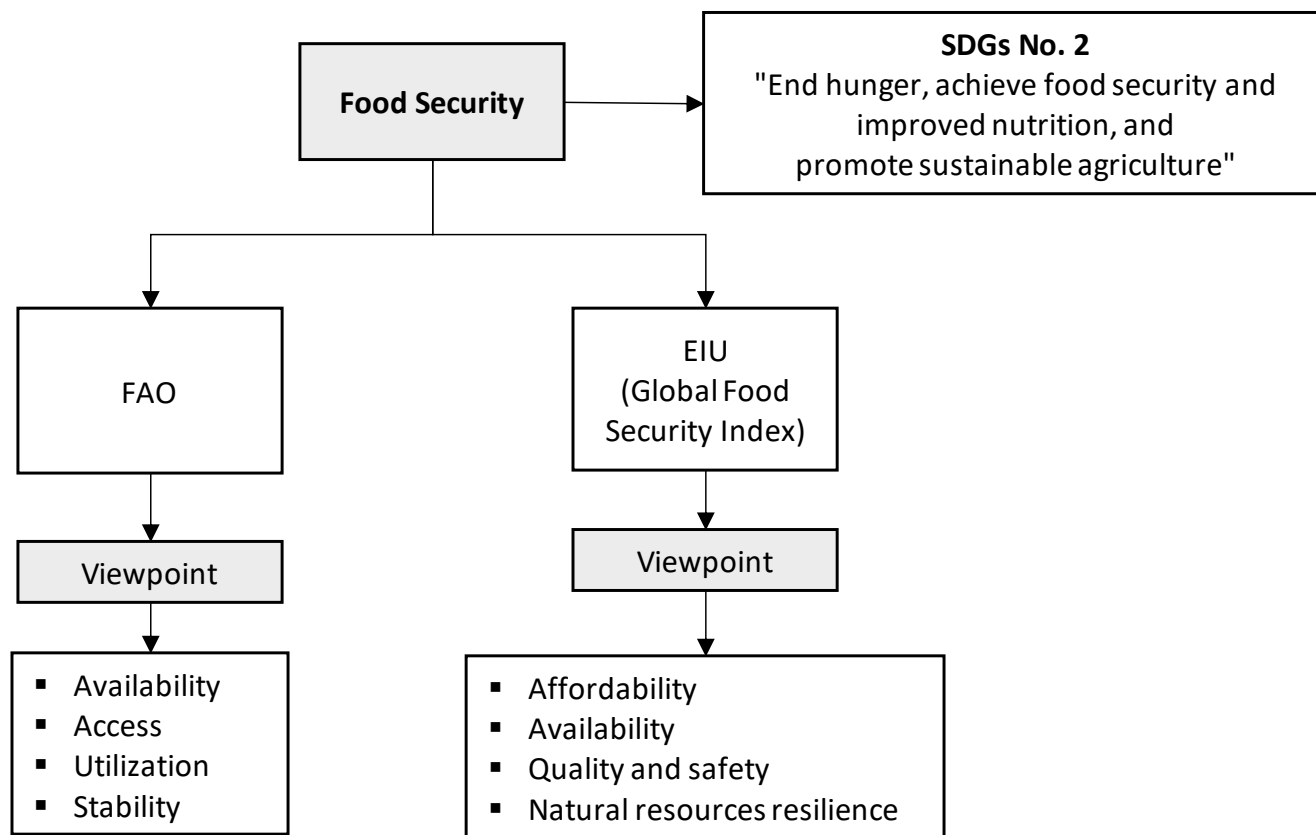 Food Security
SDGs No. 2
"End hunger, achieve food security and
improved nutrition, and
promote sustainable agriculture"
FAO
EIU
(Global Food
Security Index)
Viewpoint
Viewpoint
▪ Availability
▪ Access
▪ Utilization
▪ Stability
▪ Affordability
▪ Availability
▪ Quality and safety
▪ Natural resources resilience